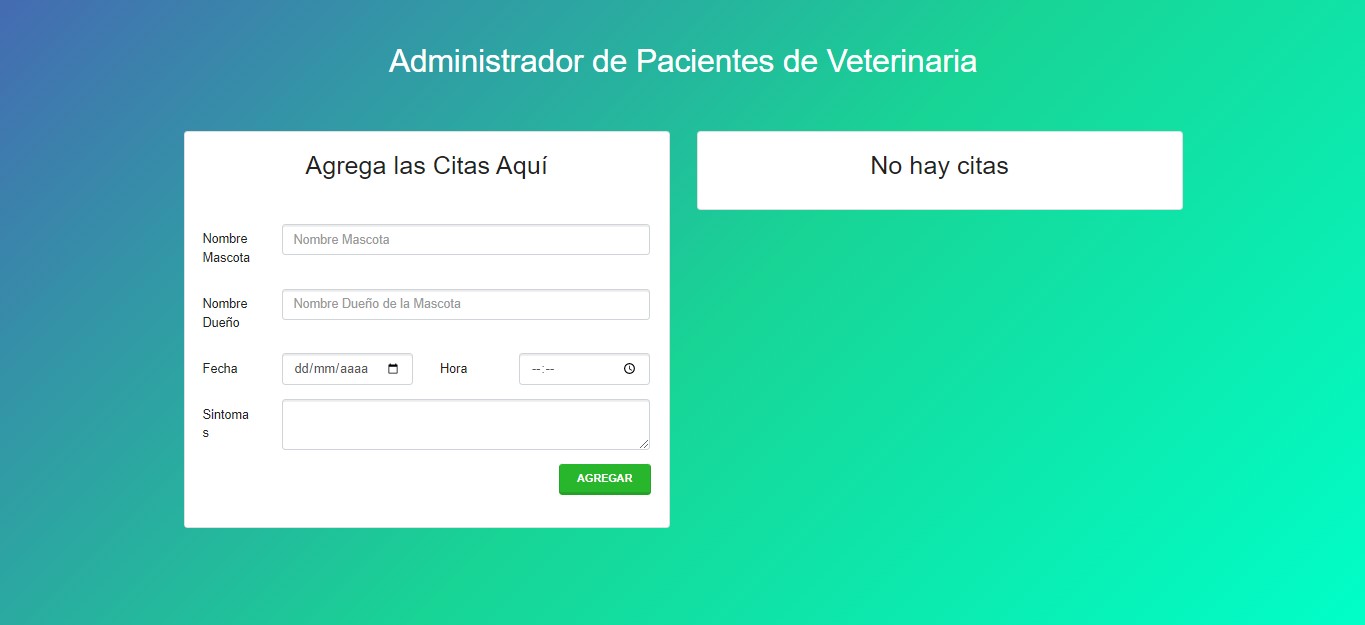 Administrador de Pacientes de Veterinaria
Agrega las Citas Aquí
Nombre
Mascota
Nombre Mascota
Nombre
Dueño
Nombre Dueño de la Mascota
Fecha
dd/mm/aaaa
Hora
--:--
Sintoma
s
AGREGAR
No hay citas